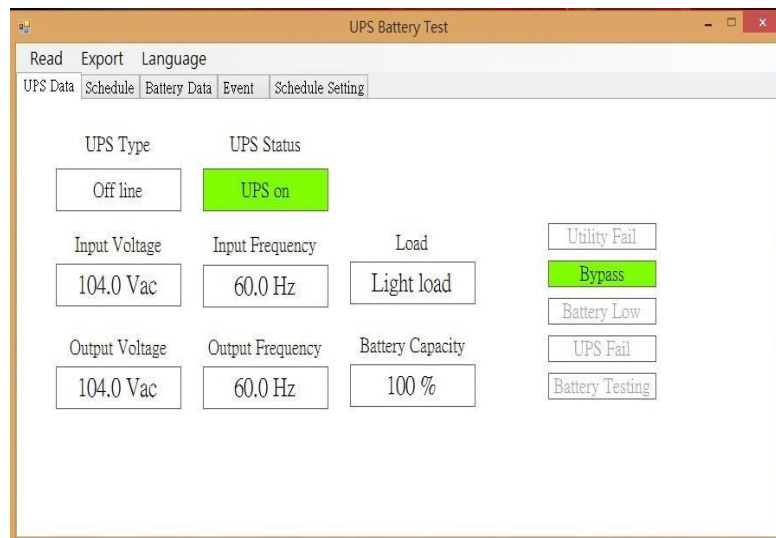 UPS Battery Test
Read Export Language
UPS Data Schedule Battery Data Event Schedule Setting
UPS Type UPS Status
Off line UPS on
Input Voltage Input Frequency Load
104.0 Vac 60.0 Hz Light load
Output Voltage Output Frequency Battery Capacity
104.0 Vac 60.0 Hz 100 %
Utility Fail
Bypass
Battery Low
UPS Fail
Battery Testing